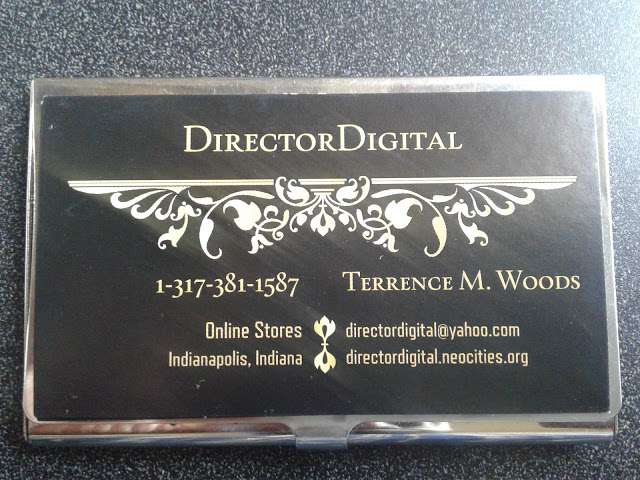 DirectorDigital
1-317-381-1587 Terrence M. Woods
Online Stores directordigital@yahoo.com
Indianapolis, Indiana directordigital.neocities.org